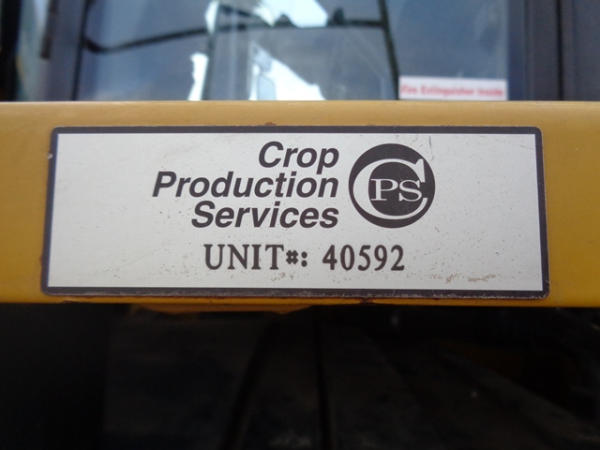 Fire Extinguisher Inside
Crop
Production
Services
CPS
UNIT#: 40592